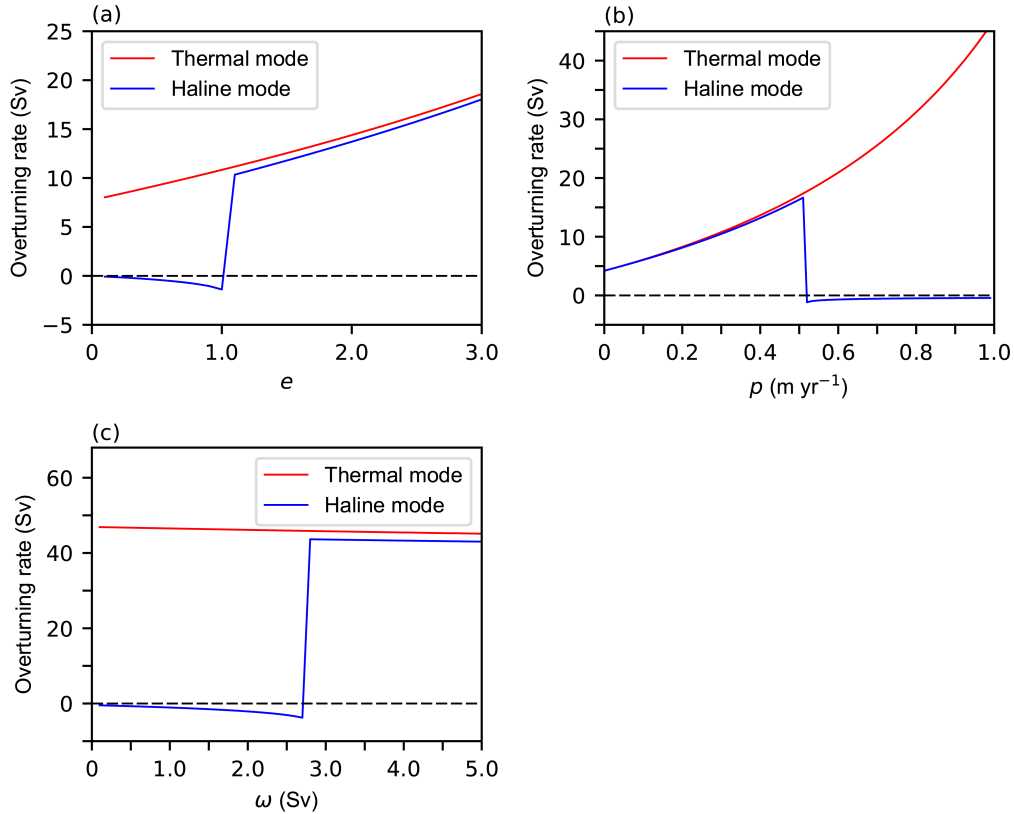 (a)
Thermal mode
Haline mode
Overturning rate (Sv)
25
20
15
10
5
0
−5
0
1.0
2.0
3.0
e
(b)
Thermal mode
Haline mode
Overturning rate (Sv)
40
30
20
10
0
0
0.2
0.4
0.6
0.8
1.0
p (m yr⁻¹)
(c)
Thermal mode
Haline mode
Overturning rate (Sv)
60
40
20
0
0
1.0
2.0
3.0
4.0
5.0
ω (Sv)